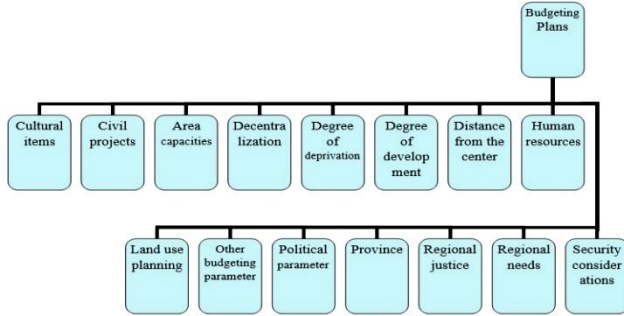 Budgeting
Plans
Cultural
items
Civil
projects
Area
capacities
Decentra
lization
Degree of
deprivation
Degree
of
develop
ment
Distance
from the
center
Human
resources
Land use
planning
Other
budgeting
parameter
Political
parameter
Province
Regional
justice
Regional
needs
Security
consider
ations